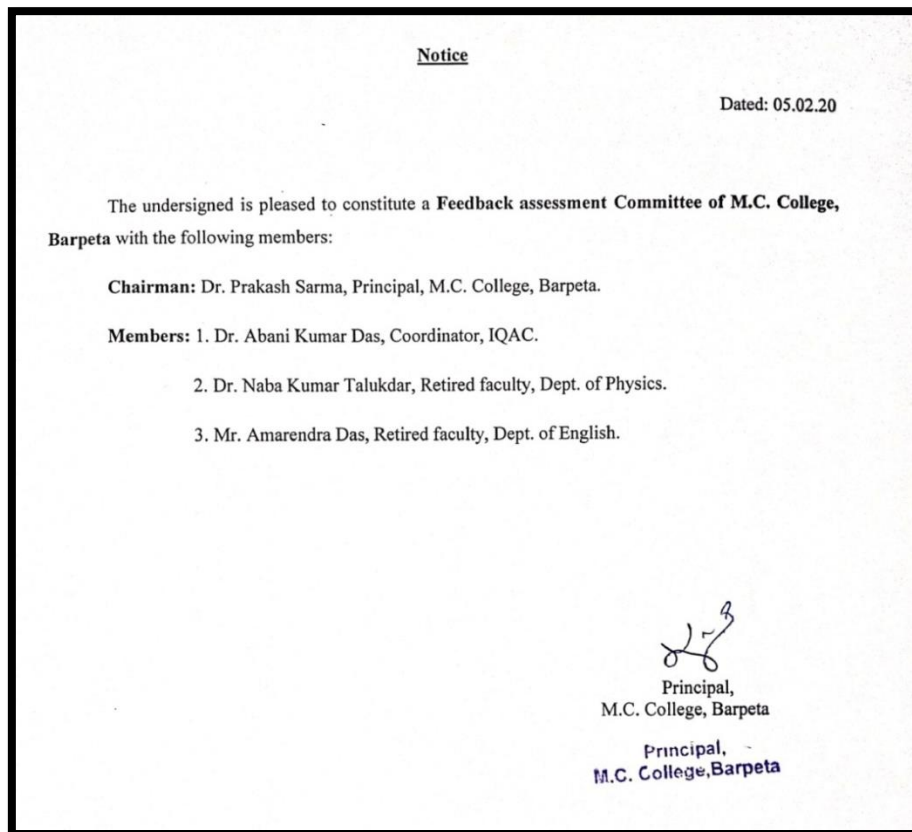 Notice
Dated: 05.02.20
The undersigned is pleased to constitute a Feedback assessment Committee of M.C. College,
Barpeta with the following members:
Chairman: Dr. Prakash Sarma, Principal, M.C. College, Barpeta.
Members: 1. Dr. Abani Kumar Das, Coordinator, IQAC.
2. Dr. Naba Kumar Talukdar, Retired faculty, Dept. of Physics.
3. Mr. Amarendra Das, Retired faculty, Dept. of English.
Principal,
M.C. College, Barpeta
Principal,
M.C. College,Barpeta